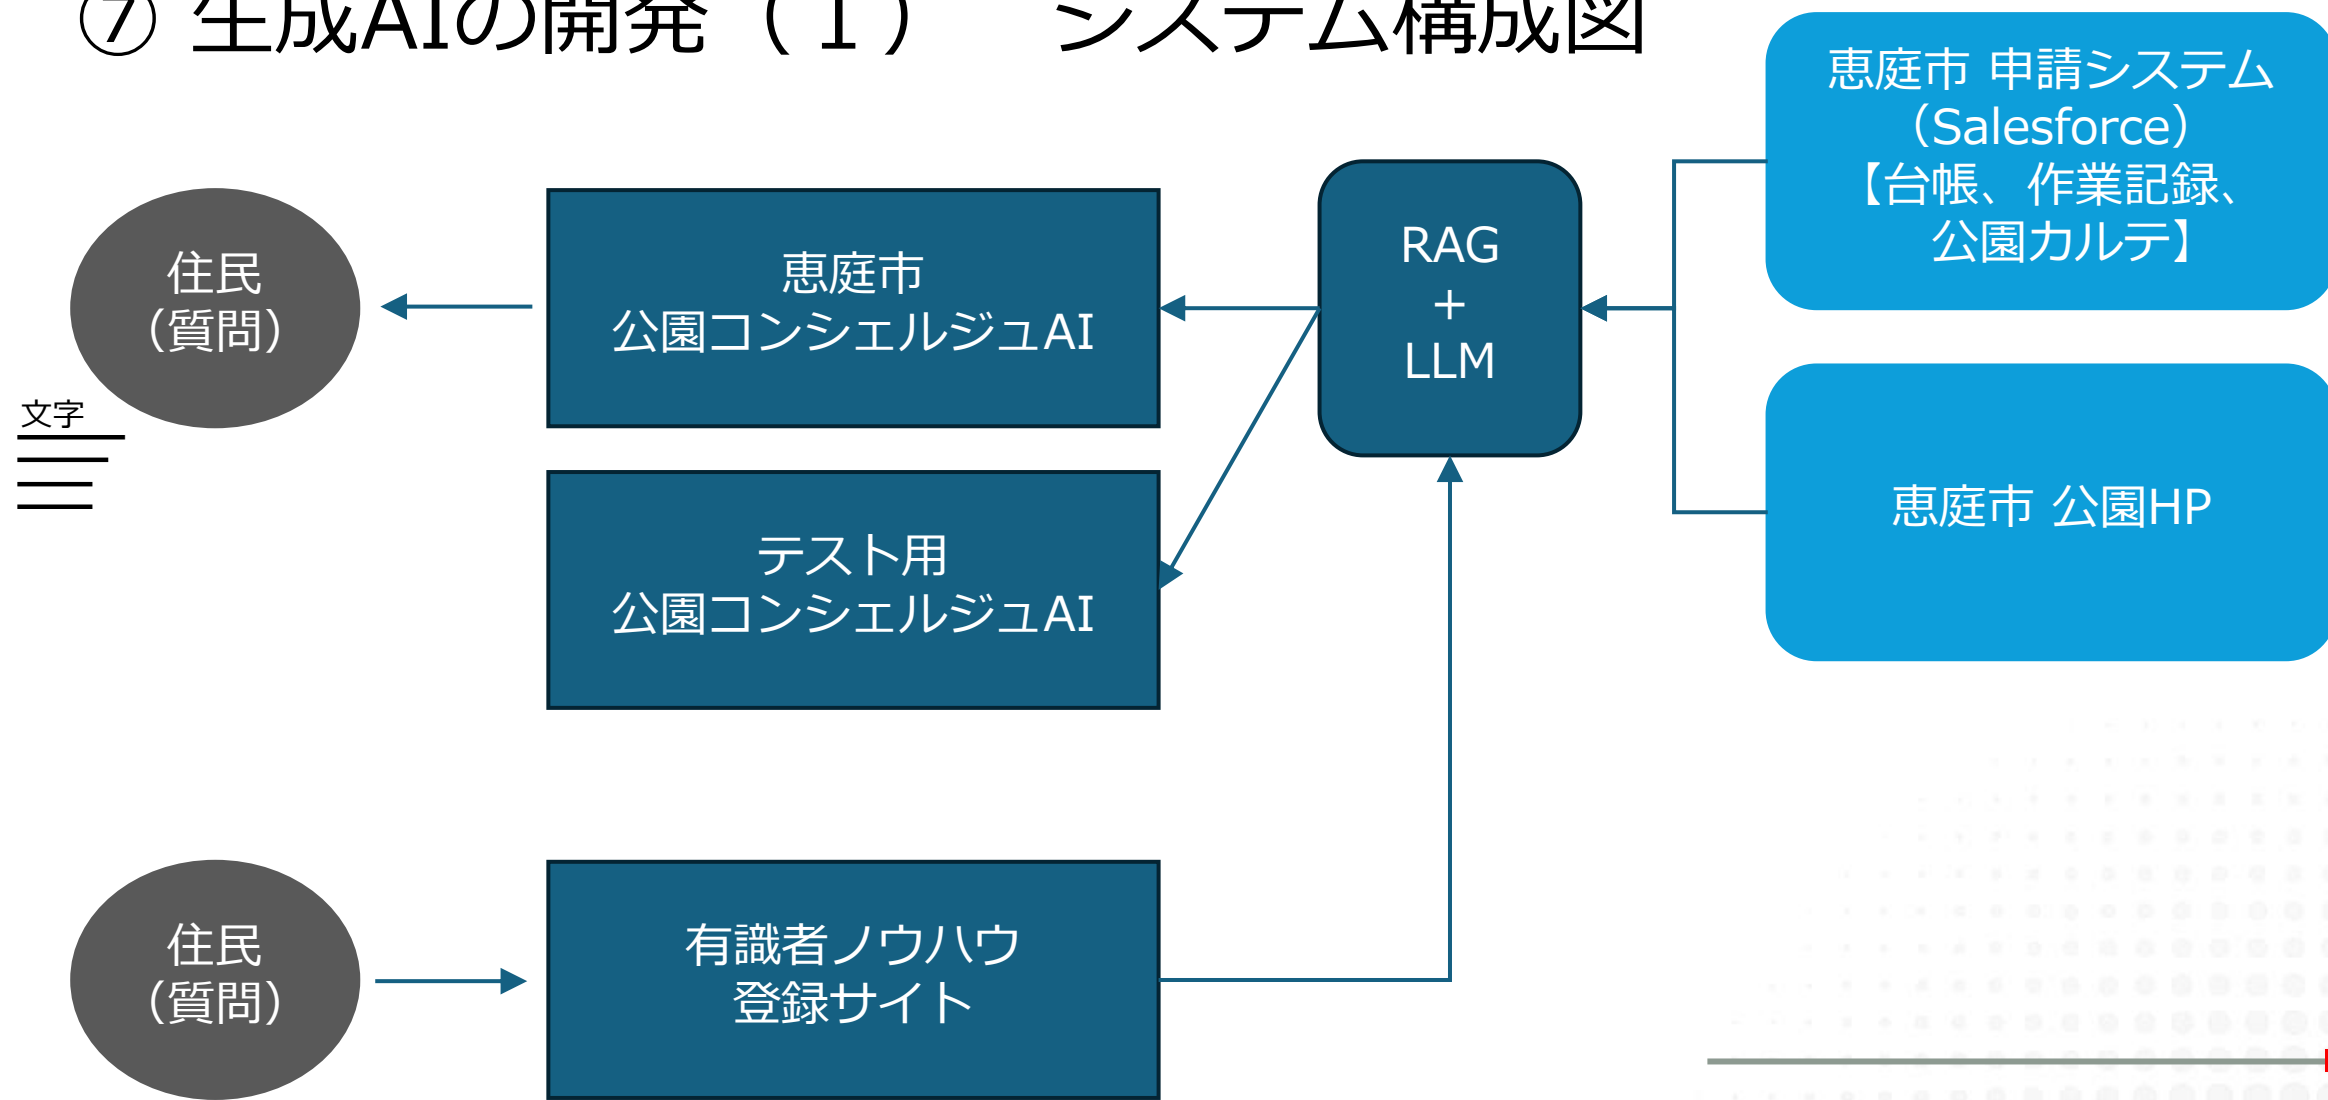 ⑦ 生成AIの開発（１）　システム構成図
恵庭市 申請システム
（Salesforce）
【台帳、作業記録、
公園カルテ】
住民
（質問）
恵庭市
公園コンシェルジュAI
RAG
+
LLM
文字
恵庭市 公園HP
テスト用
公園コンシェルジュAI
住民
（質問）
有識者ノウハウ
登録サイト